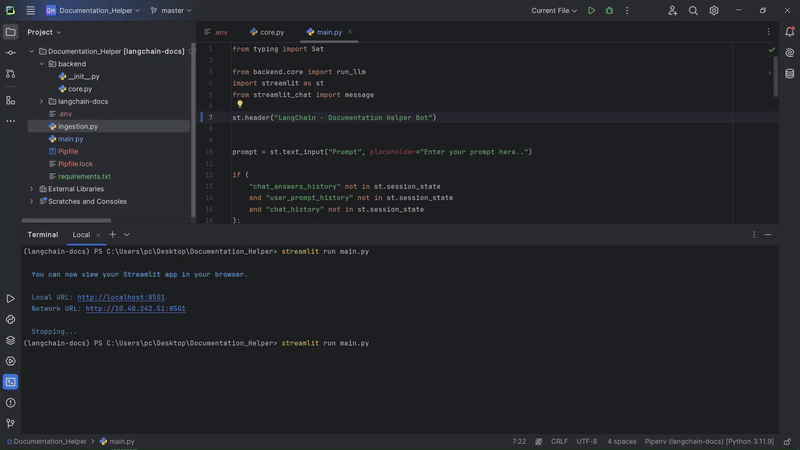 DH Documentation_Helper master Current File
Project
Documentation_Helper [langchain-docs]
backend
__init__.py
core.py
langchain-docs
.env
ingestion.py
main.py
Pipfile
Pipfile.lock
requirements.txt
External Libraries
Scratches and Consoles
.env core.py main.py
1 from typing import Set
2
3 from backend.core import run_llm
4 import streamlit as st
5 from streamlit_chat import message
6
7 st.header("LangChain - Documentation Helper Bot")
8
9
10 prompt = st.text_input("Prompt", placeholder="Enter your prompt here..")
11
12 if (
13 "chat_answers_history" not in st.session_state
14 and "user_prompt_history" not in st.session_state
15 and "chat_history" not in st.session_state
16 ):
Terminal Local
(langchain-docs) PS C:\Users\pc\Desktop\Documentation_Helper> streamlit run main.py
You can now view your Streamlit app in your browser.
Local URL: http://localhost:8501
Network URL: http://10.40.242.51:8501
Stopping...
(langchain-docs) PS C:\Users\pc\Desktop\Documentation_Helper> streamlit run main.py
Documentation_Helper > main.py 7:22 CRLF UTF-8 4 spaces Pipenv (langchain-docs) [Python 3.11.9]